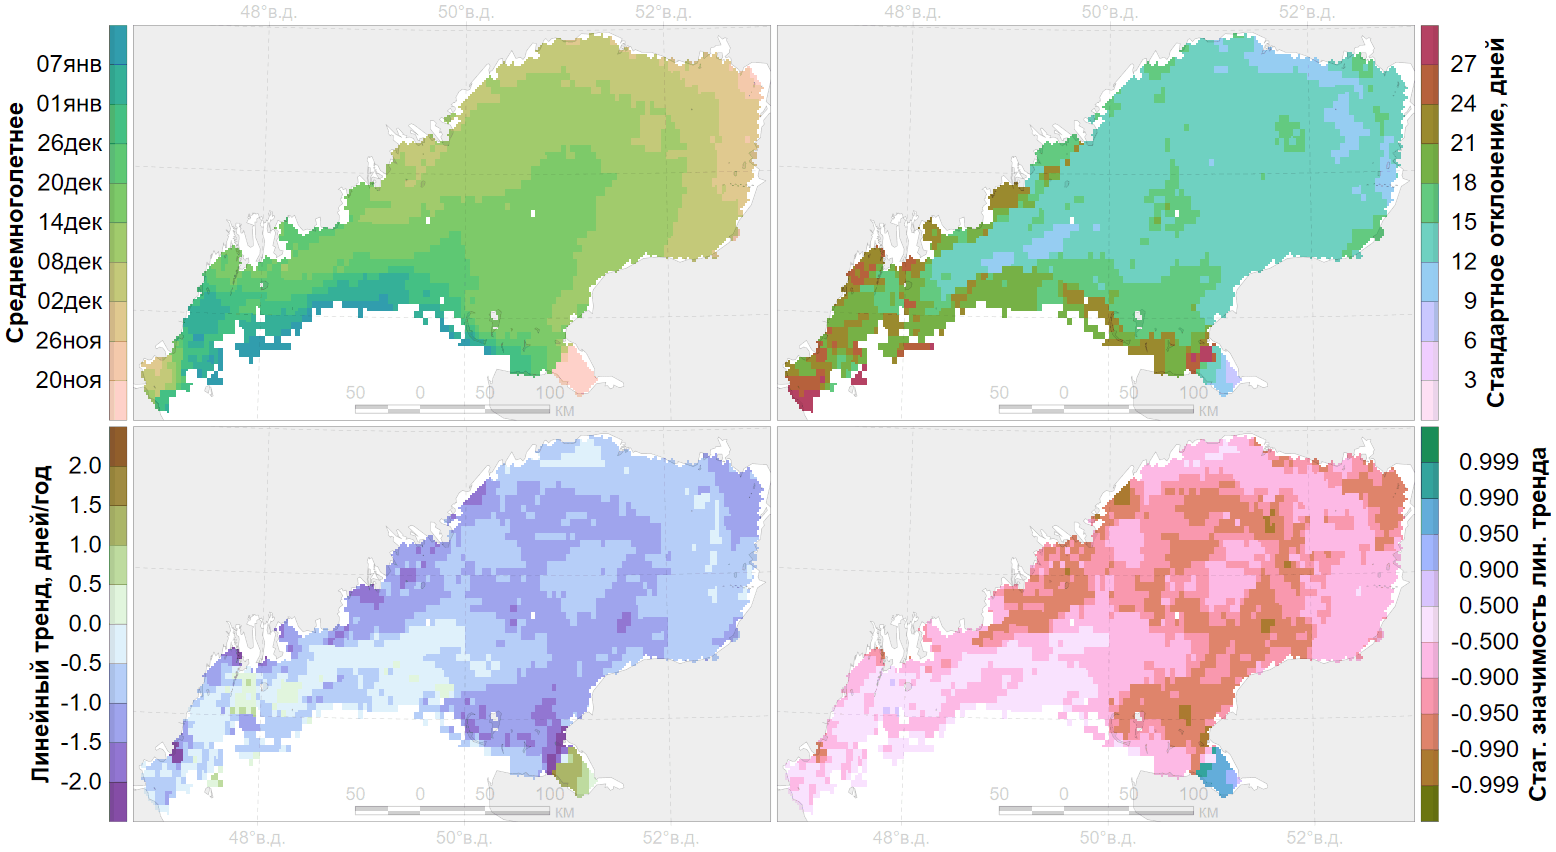 48°в.д.
50°в.д.
52°в.д.
48°в.д.
50°в.д.
52°в.д.
Среднемноголетнее
07янв
01янв
26дек
20дек
14дек
08дек
02дек
26ноя
20ноя
50
0
50
100
км
27
24
21
18
15
12
9
6
3
Стандартное отклонение, дней
50
0
50
100
км
Линейный тренд, дней/год
2.0
1.5
1.0
0.5
0.0
-0.5
-1.0
-1.5
-2.0
50
0
50
100
км
0.999
0.990
0.950
0.900
0.500
-0.500
-0.900
-0.950
-0.990
-0.999
Стат. значимость лин. тренда
50
0
50
100
км
48°в.д.
50°в.д.
52°в.д.
48°в.д.
50°в.д.
52°в.д.